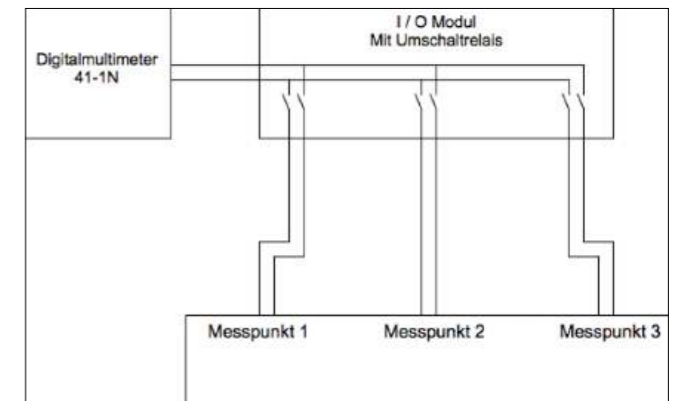 Digitalmultimeter
41-1N
I / O Modul
Mit Umschaltrelais
Messpunkt 1
Messpunkt 2
Messpunkt 3